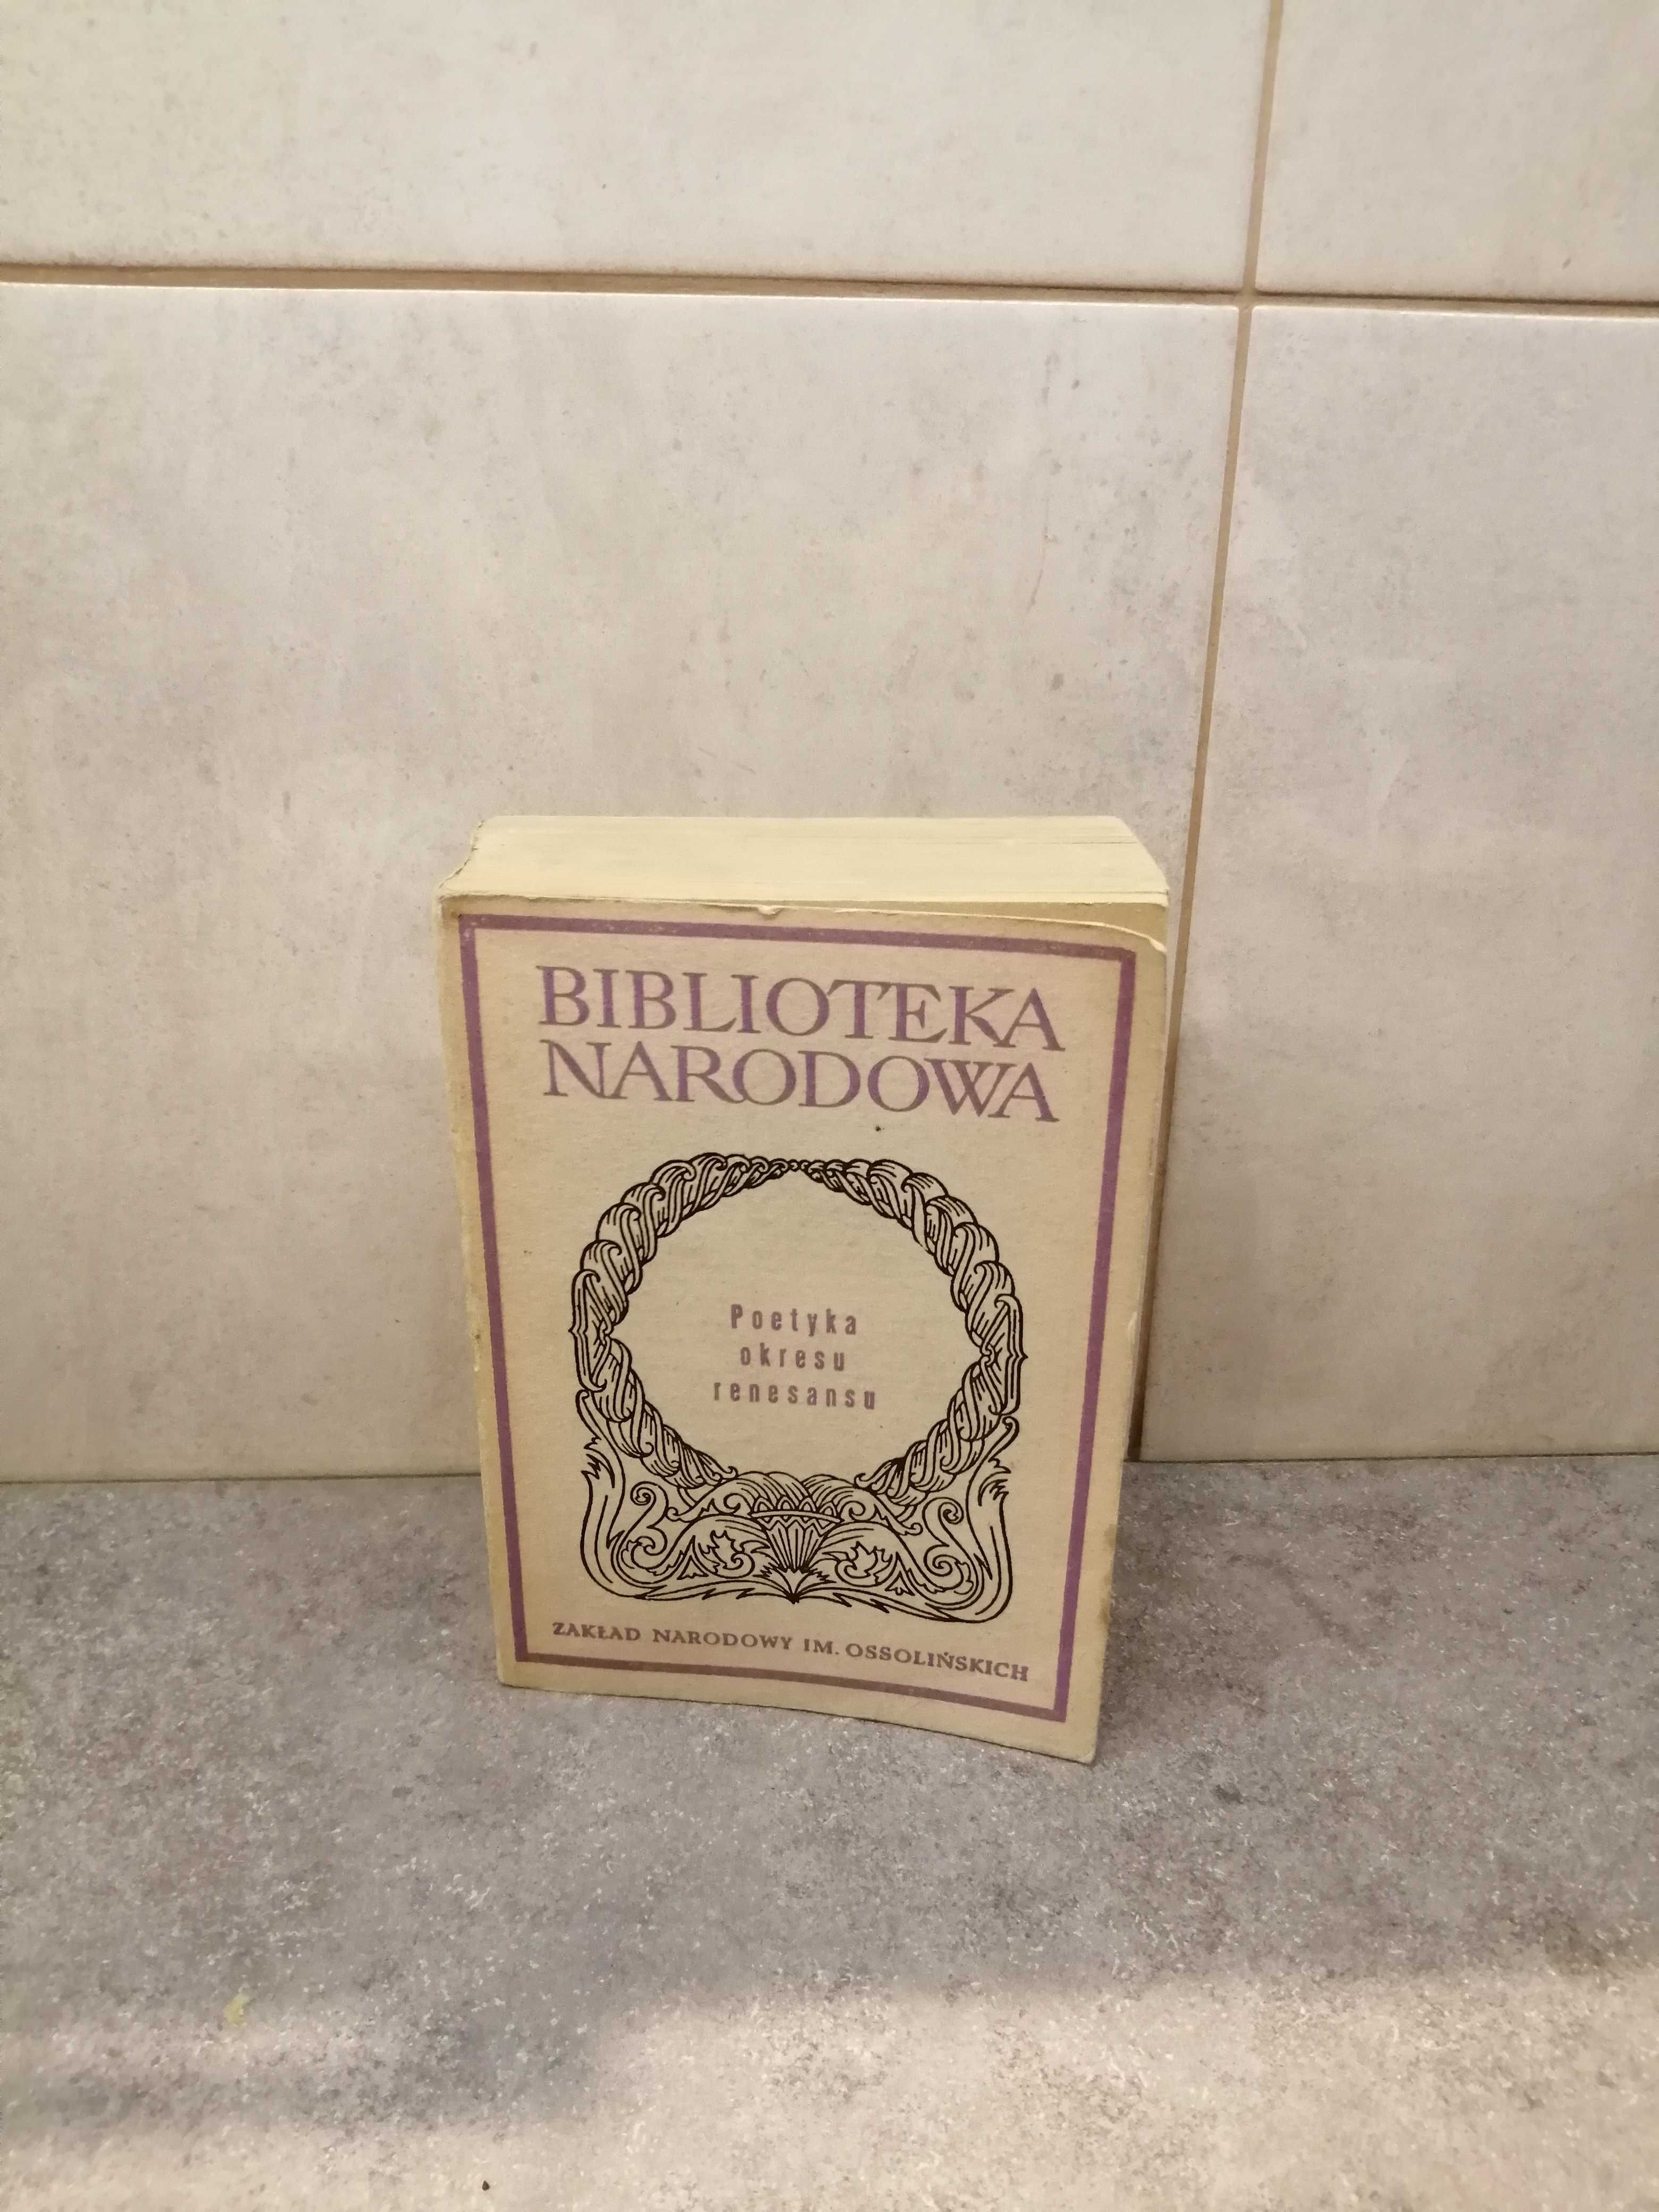 BIBLIOTEKA
NARODOWA
Poetyka
okresu
renesansu
ZAKŁAD NARODOWY IM. OSSOLIŃSKICH